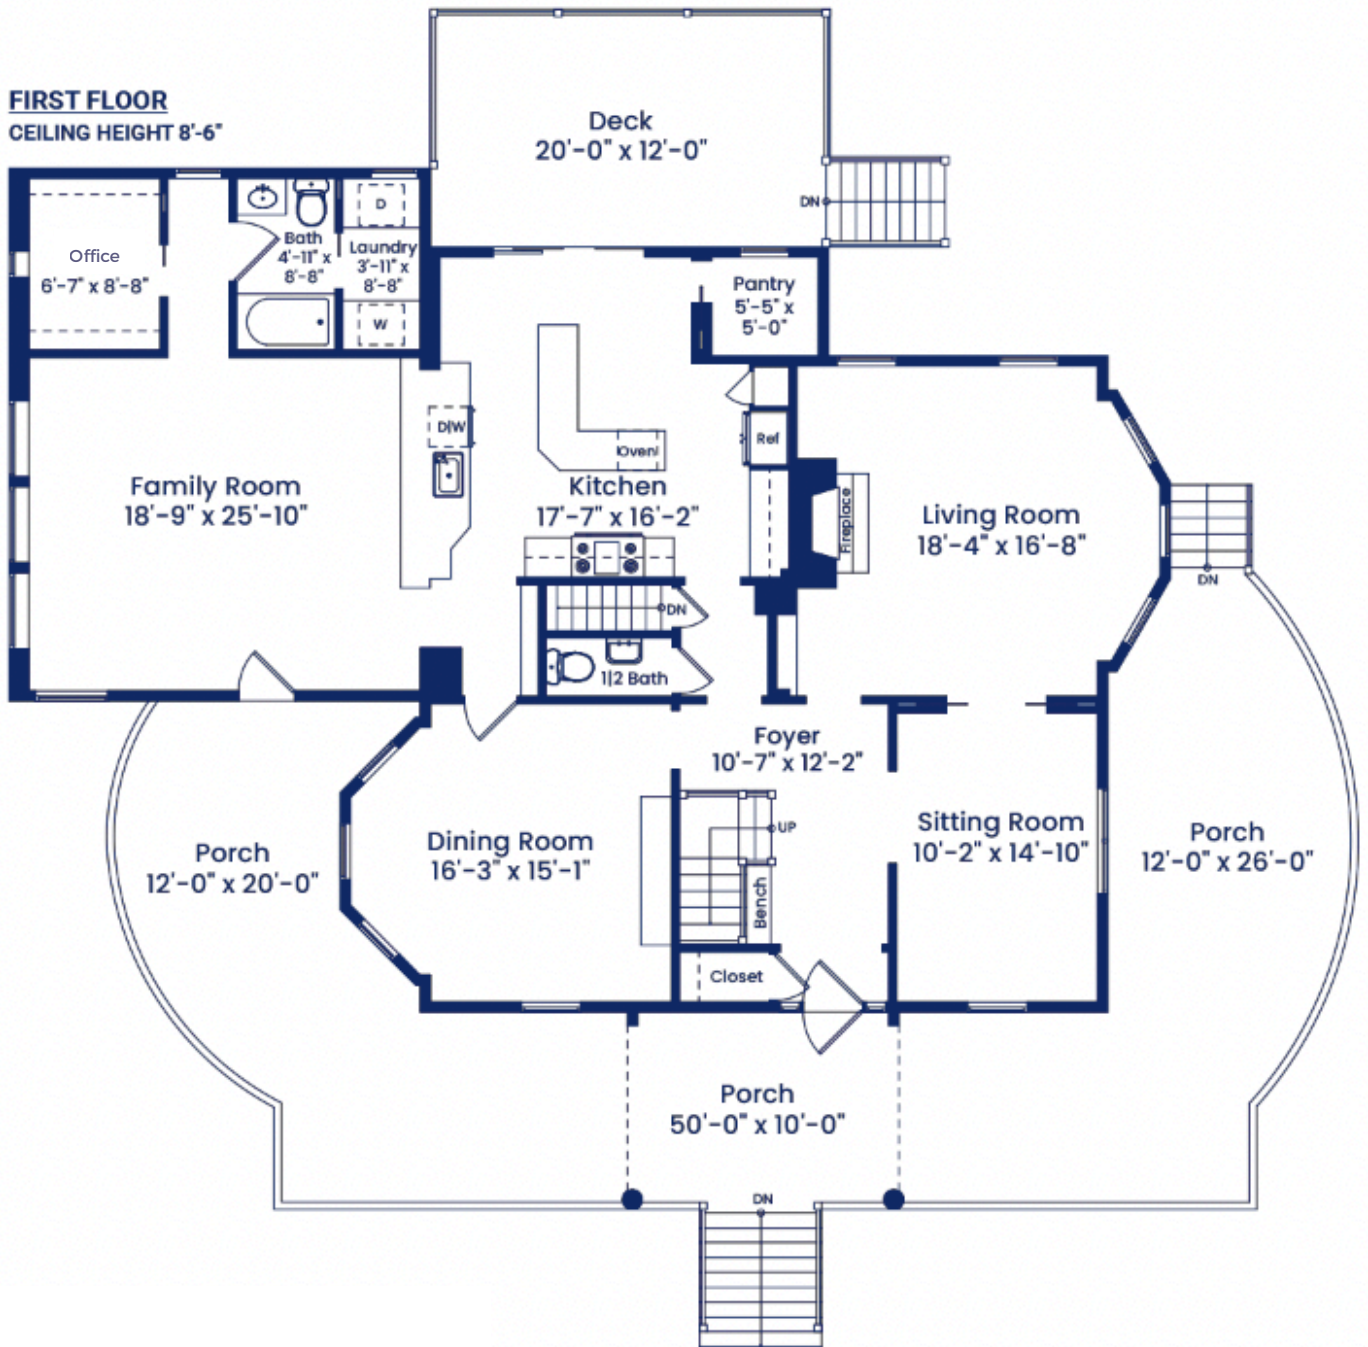 FIRST FLOOR
CEILING HEIGHT 8'-6"
Deck
20'-0" x 12'-0"
DN
Office
6'-7" x 8'-8"
Bath
4'-11" x
8'-8"
D
Laundry
3'-11" x
8'-8"
W
Pantry
5'-5" x
5'-0"
D|W
Oven
Ref
Family Room
18'-9" x 25'-10"
Kitchen
17'-7" x 16'-2"
Fireplace
Living Room
18'-4" x 16'-8"
DN
DN
1|2 Bath
Foyer
10'-7" x 12'-2"
UP
Bench
Closet
Dining Room
16'-3" x 15'-1"
Sitting Room
10'-2" x 14'-10"
Porch
12'-0" x 20'-0"
Porch
12'-0" x 26'-0"
Porch
50'-0" x 10'-0"
DN